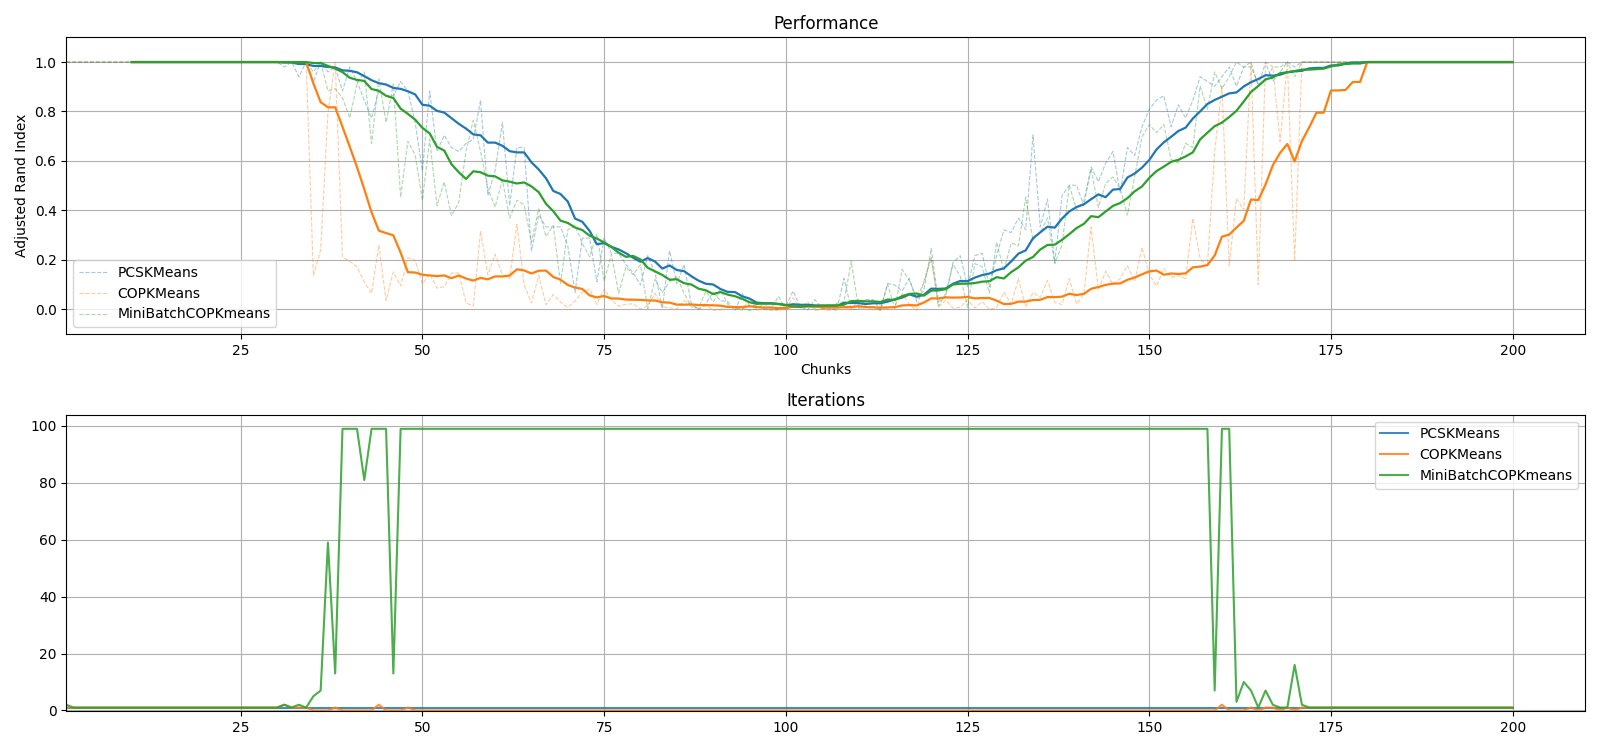 Performance
Adjusted Rand Index
1.0
0.8
0.6
0.4
0.2
0.0
PCSKMeans
COPKMeans
MiniBatchCOPKmeans
25 50 75 100 125 150 175 200
Chunks
Iterations
100
80
60
40
20
0
PCSKMeans
COPKMeans
MiniBatchCOPKmeans
25 50 75 100 125 150 175 200